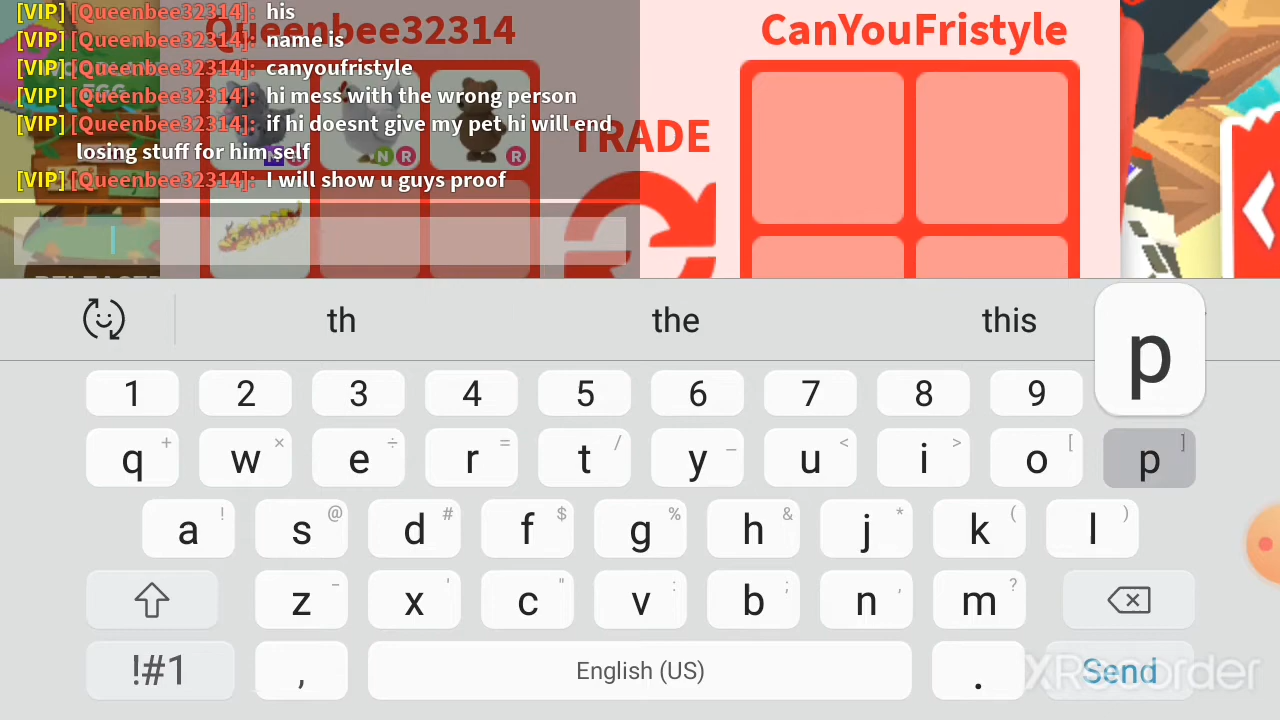 [VIP] [Queenbee32314]: his
[VIP] [Queenbee32314]: name is
[VIP] [Queenbee32314]: canyoufristyle
[VIP] [Queenbee32314]: hi mess with the wrong person
[VIP] [Queenbee32314]: if hi doesnt give my pet hi will end
losing stuff for him self
[VIP] [Queenbee32314]: I will show u guys proof
Queenbee32314
CanYouFristyle
TRADE
EGG
N R
N R
R
th the this
p
1 2 3 4 5 6 7 8 9
q + w × e ÷ r = t / y _ u < i > o [ p ]
a ! s @ d # f $ g % h & j * k ( l )
z - x ' c " v : b ; n , m ?
!#1 , English (US) . Send
XRecorder